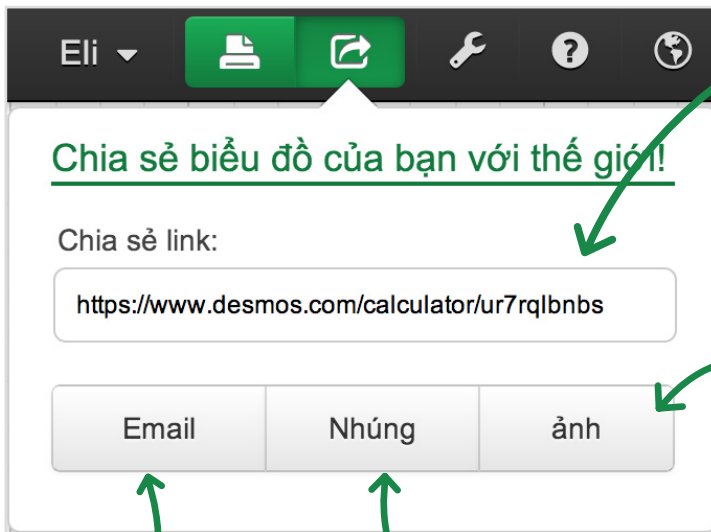 Eli
Chia sẻ biểu đồ của bạn với thế giới!
Chia sẻ link:
https://www.desmos.com/calculator/ur7rqlbnbs
Email Nhúng ảnh